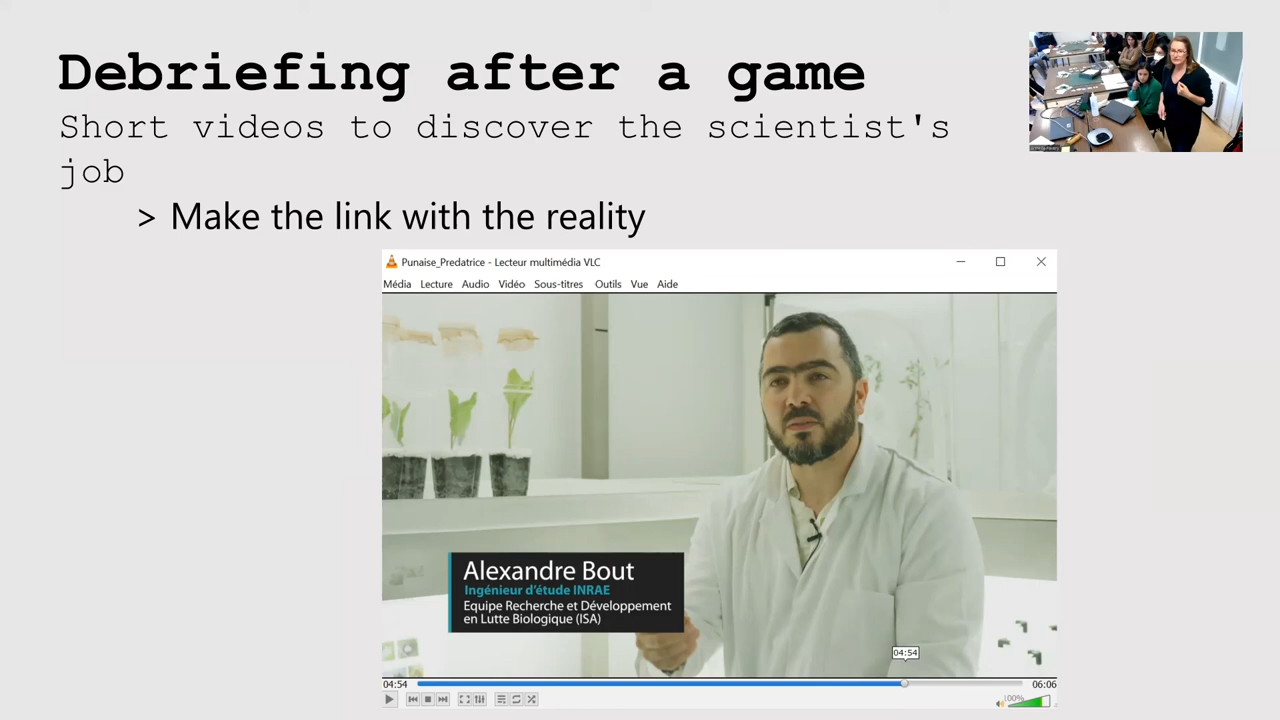 Debriefing after a game
Short videos to discover the scientist's
job
> Make the link with the reality
Punaise_Predatrice - Lecteur multimédia VLC
Média Lecture Audio Vidéo Sous-titres Outils Vue Aide
Alexandre Bout
Ingénieur d'étude INRAE
Equipe Recherche et Développement
en Lutte Biologique (ISA)
04:54
04:54 06:06
100%